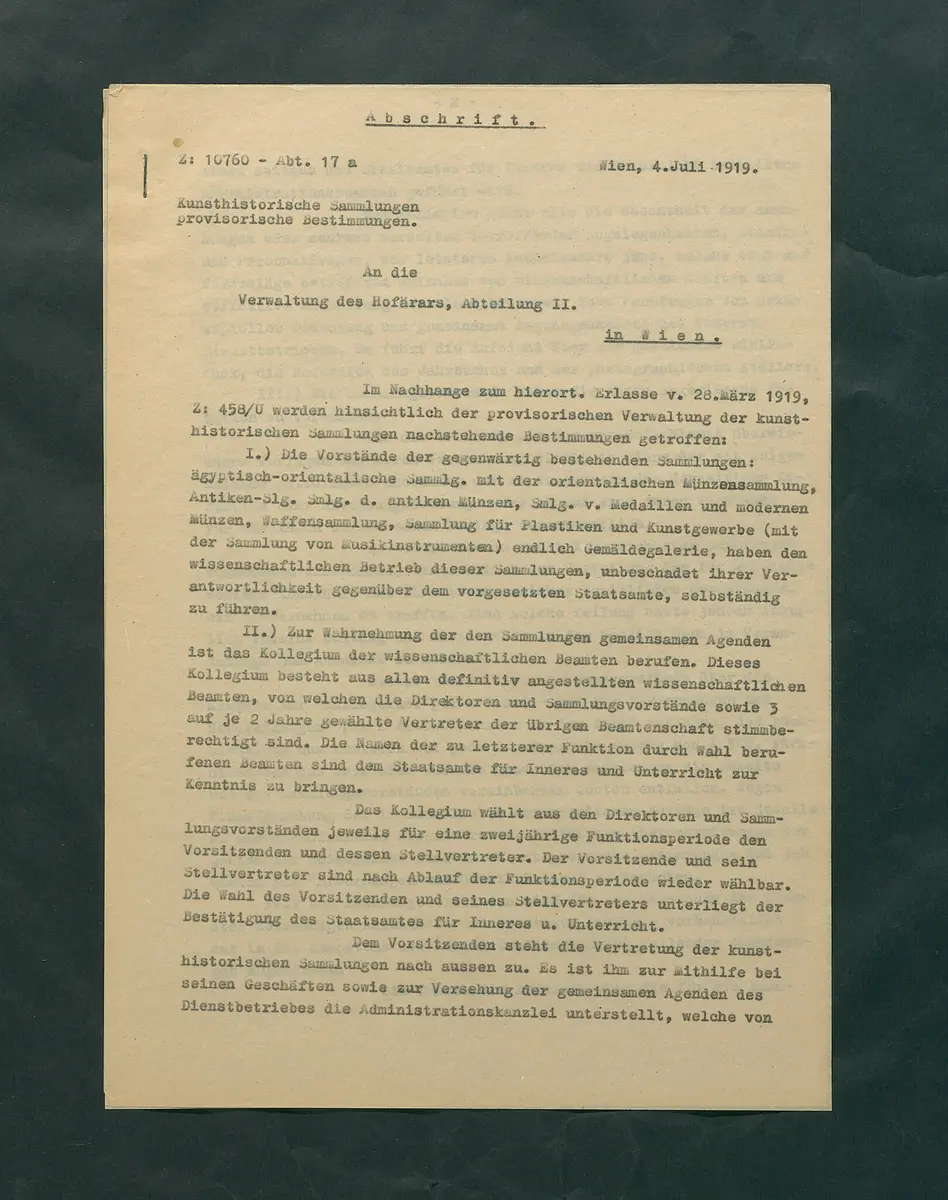 Abschrift.
Z: 10760 - Abt. 17 a
Wien, 4.Juli 1919.
Kunsthistorische Sammlungen
provisorische Bestimmungen.
An die
Verwaltung des Hofärars, Abteilung II.
in Wien.
Im Nachhange zum hierort. Erlasse v. 28.März 1919,
Z: 458/U werden hinsichtlich der provisorischen Verwaltung der kunst-
historischen Sammlungen nachstehende Bestimmungen getroffen:
I.) Die Vorstände der gegenwärtig bestehenden Sammlungen:
ägyptisch-orientalische Sammlg. mit der orientalischen Münzensammlung,
Antiken-Slg. Smlg. d. antiken Münzen, Smlg. v. Medaillen und modernen
Münzen, Waffensammlung, Sammlung für Plastiken und Kunstgewerbe (mit
der Sammlung von Musikinstrumenten) endlich Gemäldegalerie, haben den
wissenschaftlichen Betrieb dieser Sammlungen, unbeschadet ihrer Ver-
antwortlichkeit gegenüber dem vorgesetzten Staatsamte, selbständig
zu führen.
II.) Zur Wahrnehmung der den Sammlungen gemeinsamen Agenden
ist das Kollegium der wissenschaftlichen Beamten berufen. Dieses
Kollegium besteht aus allen definitiv angestellten wissenschaftlichen
Beamten, von welchen die Direktoren und Sammlungsvorstände sowie 3
auf je 2 Jahre gewählte Vertreter der übrigen Beamtenschaft stimmbe-
rechtigt sind. Die Namen der zu letzterer Funktion durch Wahl beru-
fenen Beamten sind dem Staatsamte für Inneres und Unterricht zur
Kenntnis zu bringen.
Das Kollegium wählt aus den Direktoren und Samm-
lungsvorständen jeweils für eine zweijährige Funktionsperiode den
Vorsitzenden und dessen Stellvertreter. Der Vorsitzende und sein
Stellvertreter sind nach Ablauf der Funktionsperiode wieder wählbar.
Die Wahl des Vorsitzenden und seines Stellvertreters unterliegt der
Bestätigung des Staatsamtes für Inneres u. Unterricht.
Dem Vorsitzenden steht die Vertretung der kunst-
historischen Sammlungen nach aussen zu. Es ist ihm zur Mithilfe bei
seinen Geschäften sowie zur Versehung der gemeinsamen Agenden des
Dienstbetriebes die Administrationskanzlei unterstellt, welche von